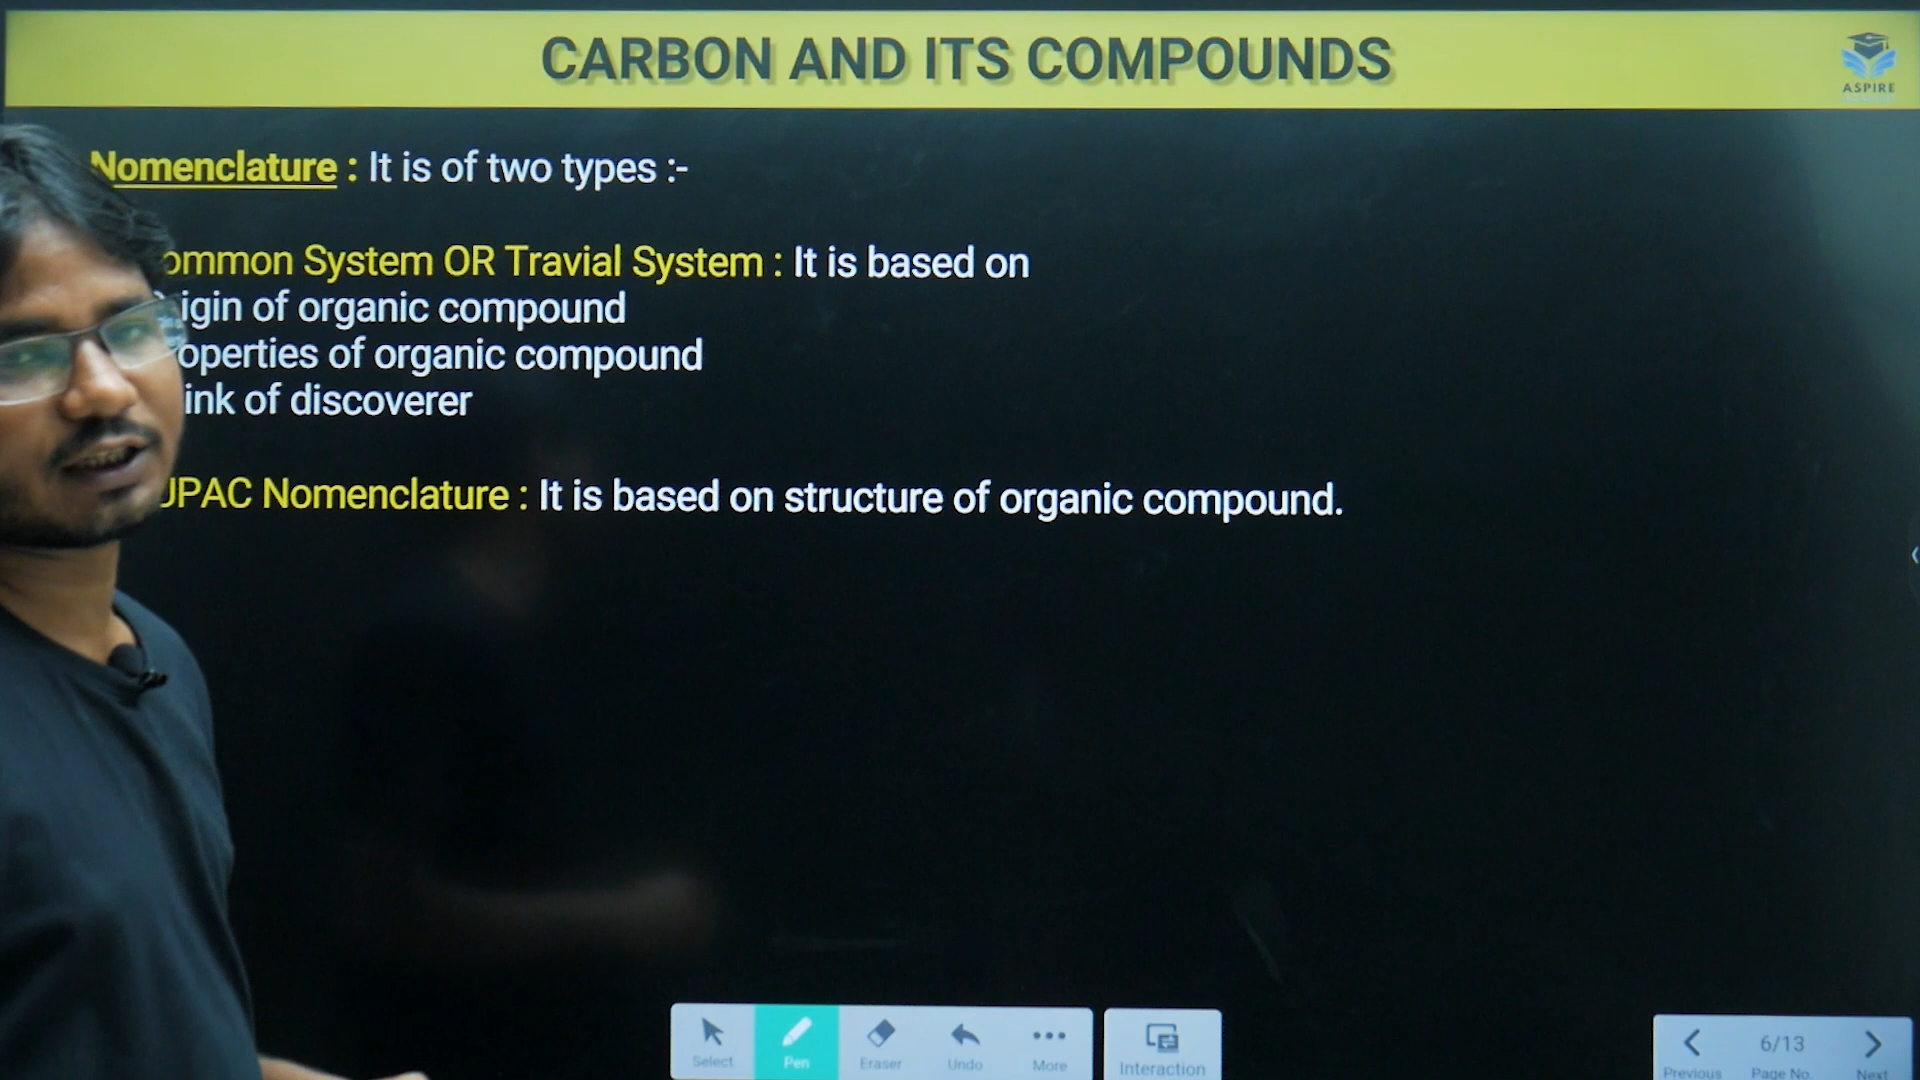 CARBON AND ITS COMPOUNDS
ASPIRE
Nomenclature : It is of two types :-
ommon System OR Travial System : It is based on
igin of organic compound
operties of organic compound
ink of discoverer
UPAC Nomenclature : It is based on structure of organic compound.
Select
Pen
Eraser
Undo
More
Interaction
6/13
Previous
Page No.
Next